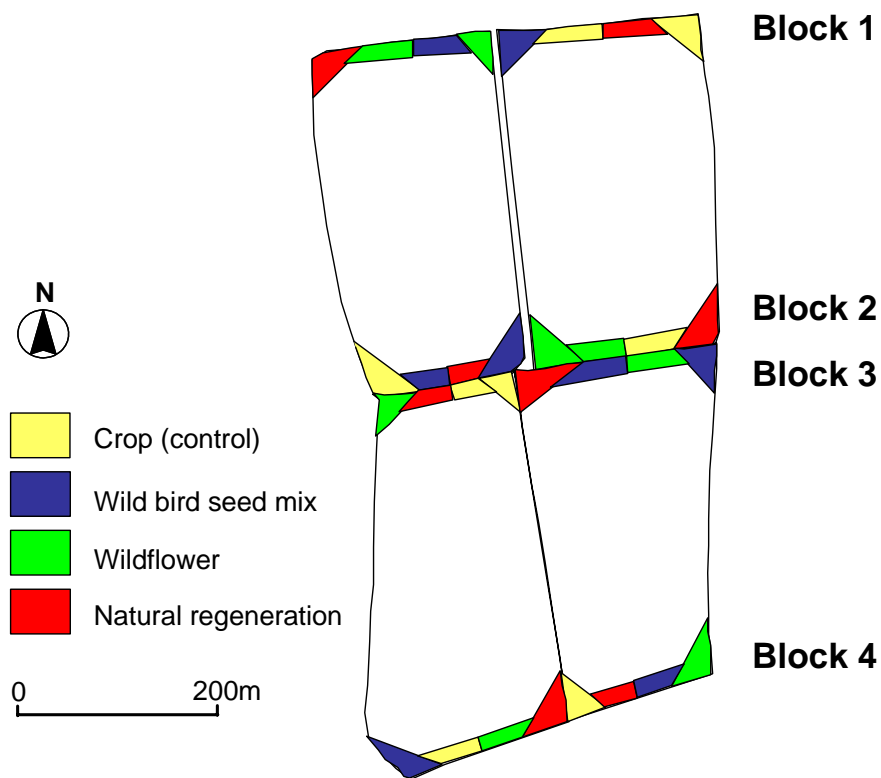 Block 1
N
Block 2
Block 3
Crop (control)
Wild bird seed mix
Wildflower
Natural regeneration
Block 4
0 200m